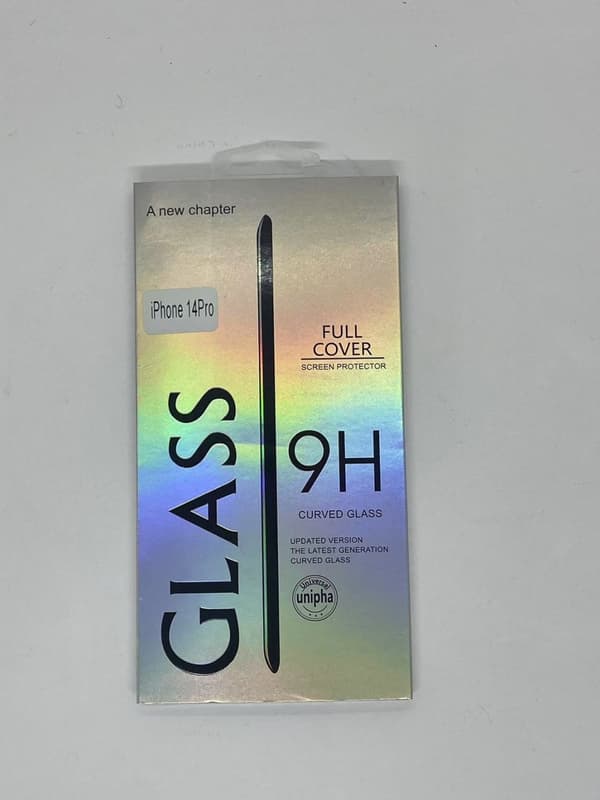 A new chapter
iPhone 14Pro
GLASS
FULL
COVER
SCREEN PROTECTOR
9H
CURVED GLASS
UPDATED VERSION
THE LATEST GENERATION
CURVED GLASS
Universel
unipha